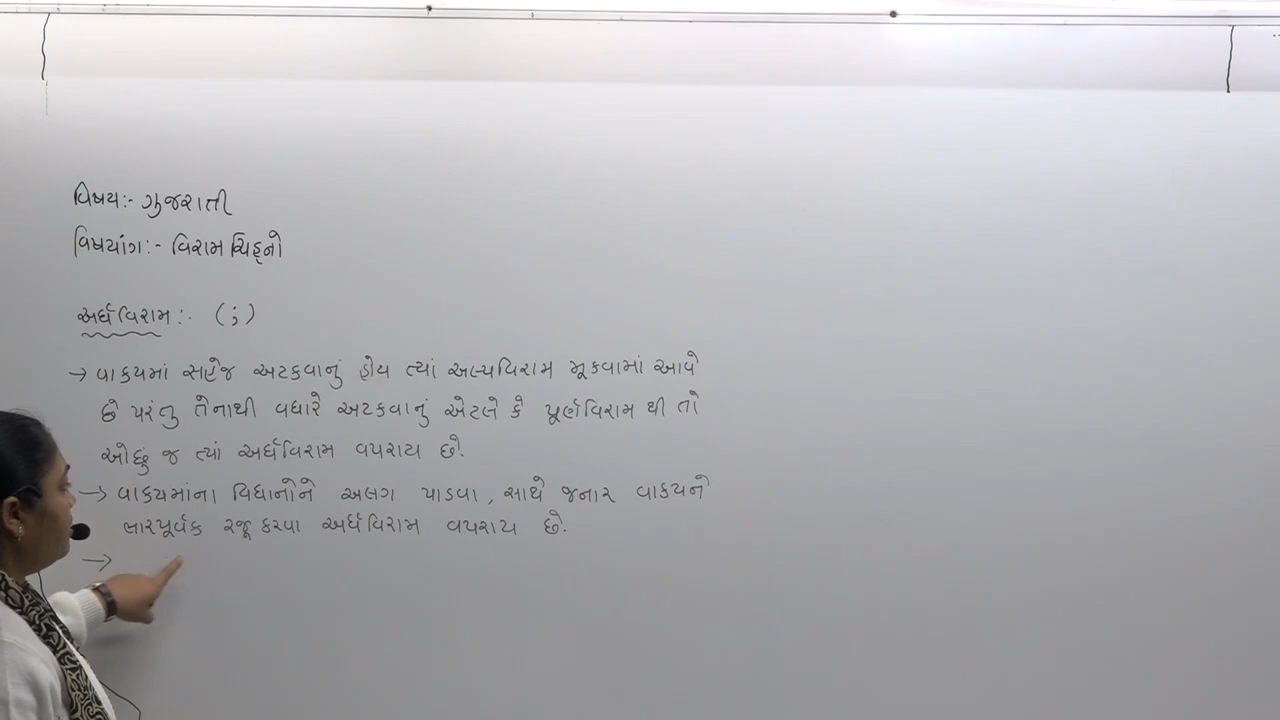 વિષય:- ગુજરાતી
વિષયાંગ:- વિરામ ચિહ્નો
અર્ધવિરામ:- (;)
→ વાક્યમાં સહેજ અટકવાનું હોય ત્યાં અલ્પવિરામ મૂકવામાં આવે
છે પરંતુ તેનાથી વધારે અટકવાનું એટલે કે પૂર્ણવિરામ થી તો
ઓછું જ ત્યાં અર્ધવિરામ વપરાય છે.
→ વાક્યમાંના વિધાનોને અલગ પાડવા, સાથે જનાર વાક્યને
ભારપૂર્વક રજૂ કરવા અર્ધવિરામ વપરાય છે.
→